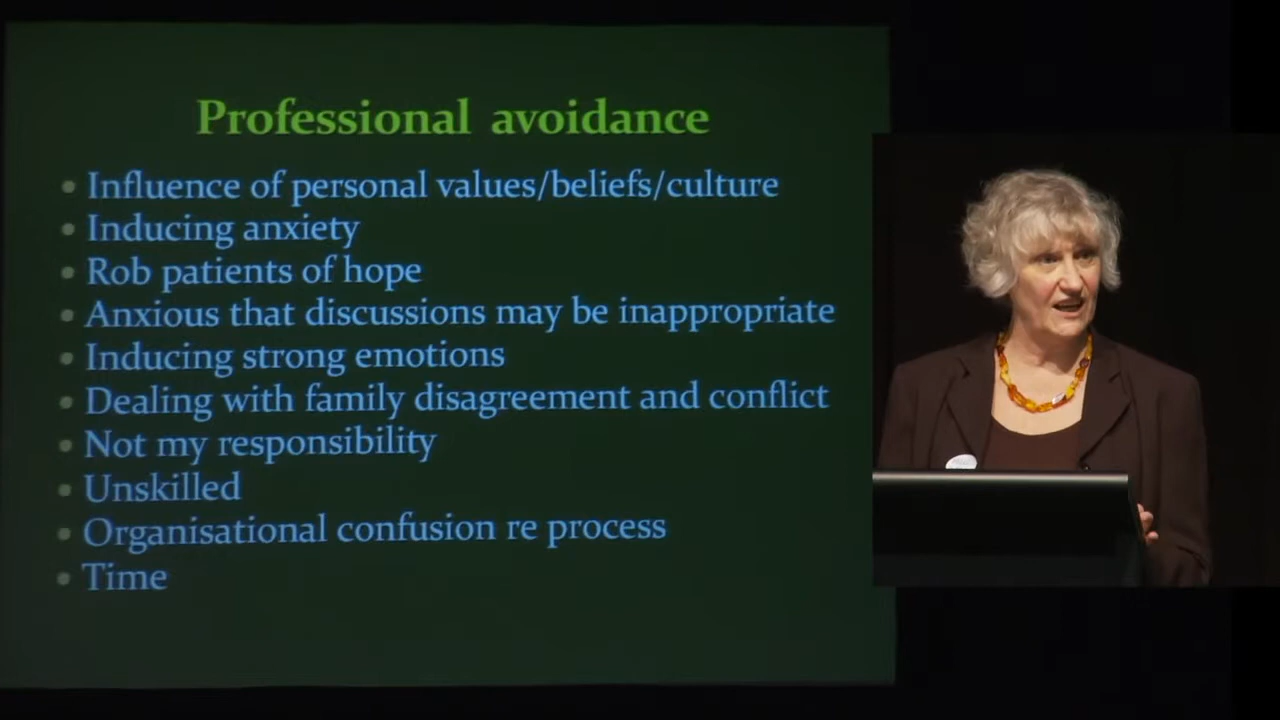 Professional avoidance
• Influence of personal values/beliefs/culture
• Inducing anxiety
• Rob patients of hope
• Anxious that discussions may be inappropriate
• Inducing strong emotions
• Dealing with family disagreement and conflict
• Not my responsibility
• Unskilled
• Organisational confusion re process
• Time